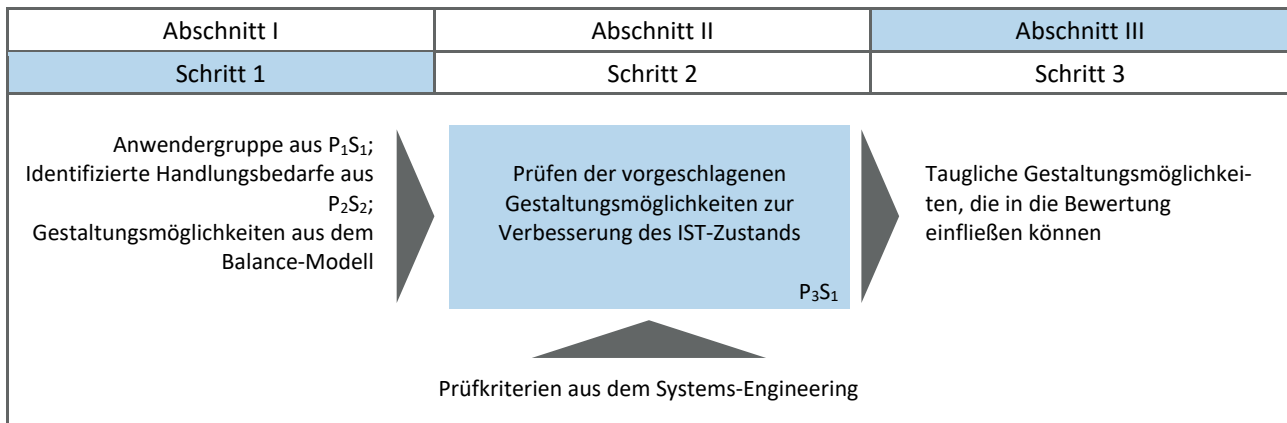 Abschnitt I
Abschnitt II
Abschnitt III
Schritt 1
Schritt 2
Schritt 3
Anwendergruppe aus P₁S₁;
Identifizierte Handlungsbedarfe aus
P₂S₂;
Gestaltungsmöglichkeiten aus dem
Balance-Modell
Prüfen der vorgeschlagenen
Gestaltungsmöglichkeiten zur
Verbesserung des IST-Zustands
P₃S₁
Taugliche Gestaltungsmöglichkei-
ten, die in die Bewertung
einfließen können
Prüfkriterien aus dem Systems-Engineering